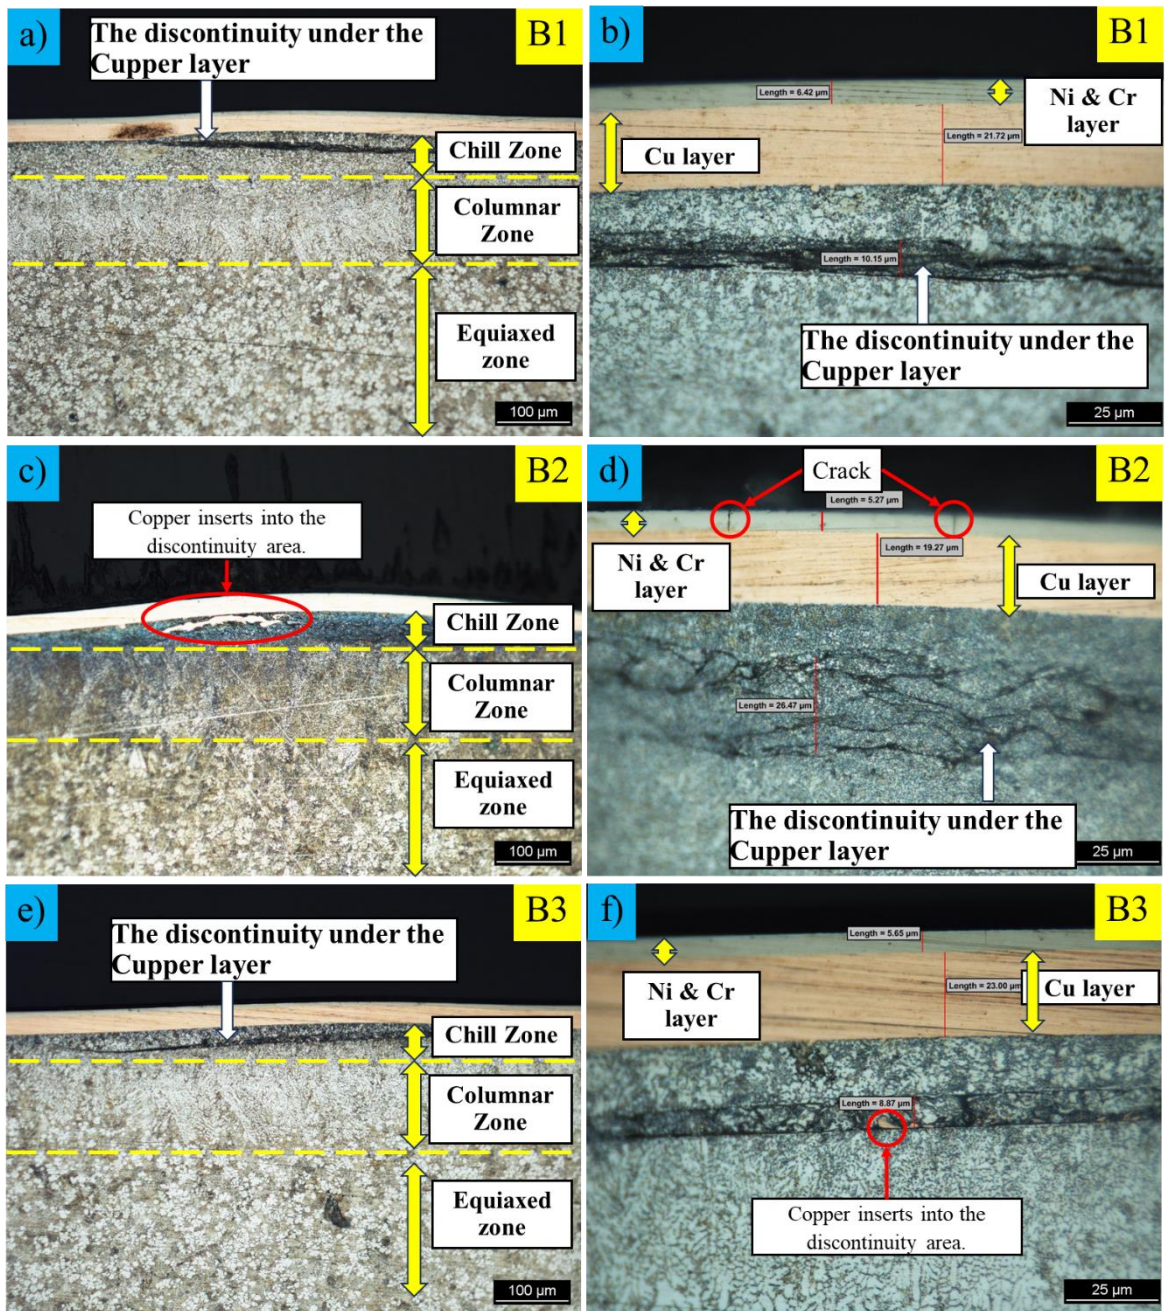 a)
The discontinuity under the
Cupper layer
B1
Chill Zone
Columnar
Zone
Equiaxed
zone
100 µm
b)
B1
Length = 6.42 µm
Ni & Cr
layer
Cu layer
Length = 21.72 µm
Length = 10.15 µm
The discontinuity under the
Cupper layer
25 µm
c)
B2
Copper inserts into the
discontinuity area.
Chill Zone
Columnar
Zone
Equiaxed
zone
100 µm
d)
Crack
B2
Length = 5.27 µm
Ni & Cr
layer
Length = 19.27 µm
Cu layer
Length = 26.47 µm
The discontinuity under the
Cupper layer
25 µm
e)
B3
The discontinuity under the
Cupper layer
Chill Zone
Columnar
Zone
Equiaxed
zone
100 µm
f)
B3
Length = 5.65 µm
Ni & Cr
layer
Length = 23.00 µm
Cu layer
Length = 8.87 µm
Copper inserts into the
discontinuity area.
25 µm